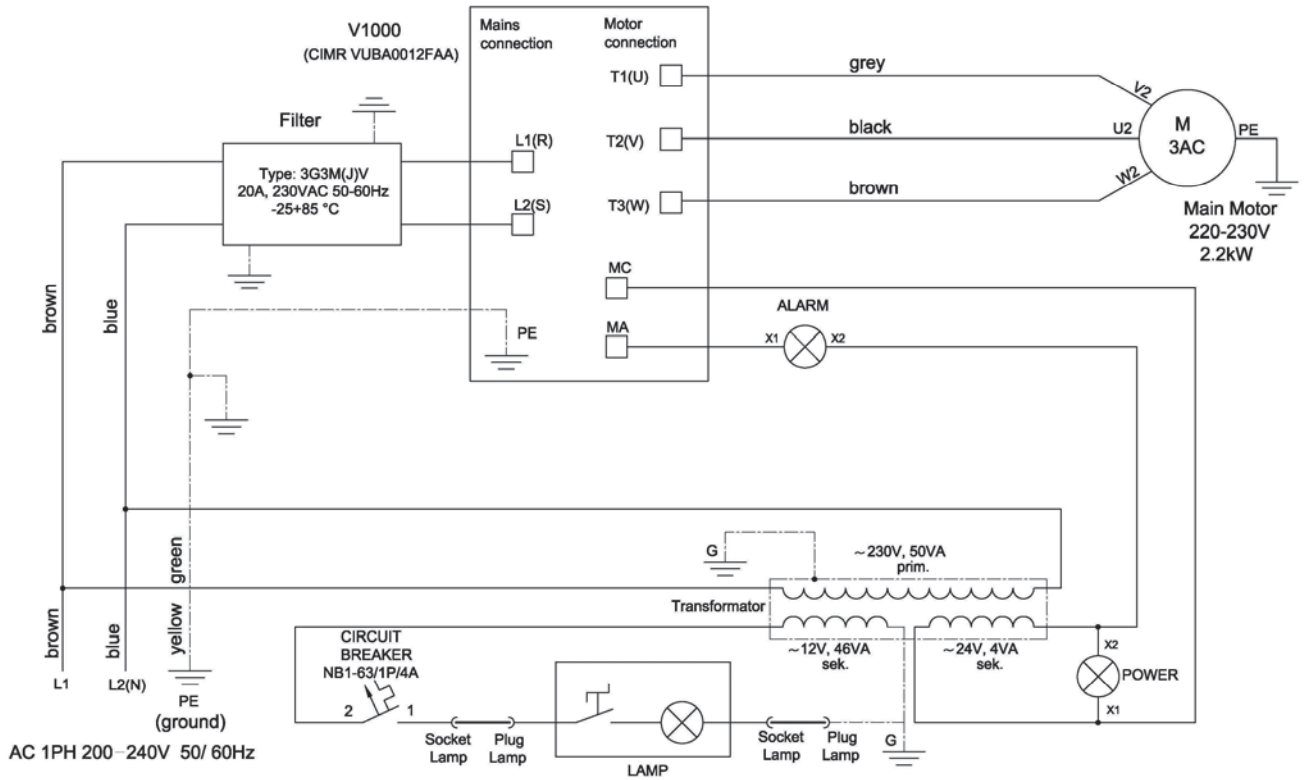 V1000
(CIMR VUBA0012FAA)
Mains
connection
Motor
connection
T1(U)
grey
V2
Filter
L1(R)
T2(V)
black
U2
M
3AC
PE
Type: 3G3M(J)V
20A, 230VAC 50-60Hz
-25+85 °C
L2(S)
T3(W)
brown
W2
Main Motor
220-230V
2.2kW
MC
brown
blue
PE
MA
ALARM
X1
X2
G
~230V, 50VA
prim.
brown
blue
yellow green
Transformator
CIRCUIT
BREAKER
NB1-63/1P/4A
~12V, 46VA
sek.
~24V, 4VA
sek.
X2
POWER
X1
L1
L2(N)
PE
(ground)
2
1
Socket
Lamp
Plug
Lamp
LAMP
Socket
Lamp
Plug
Lamp
G
AC 1PH 200-240V 50/ 60Hz